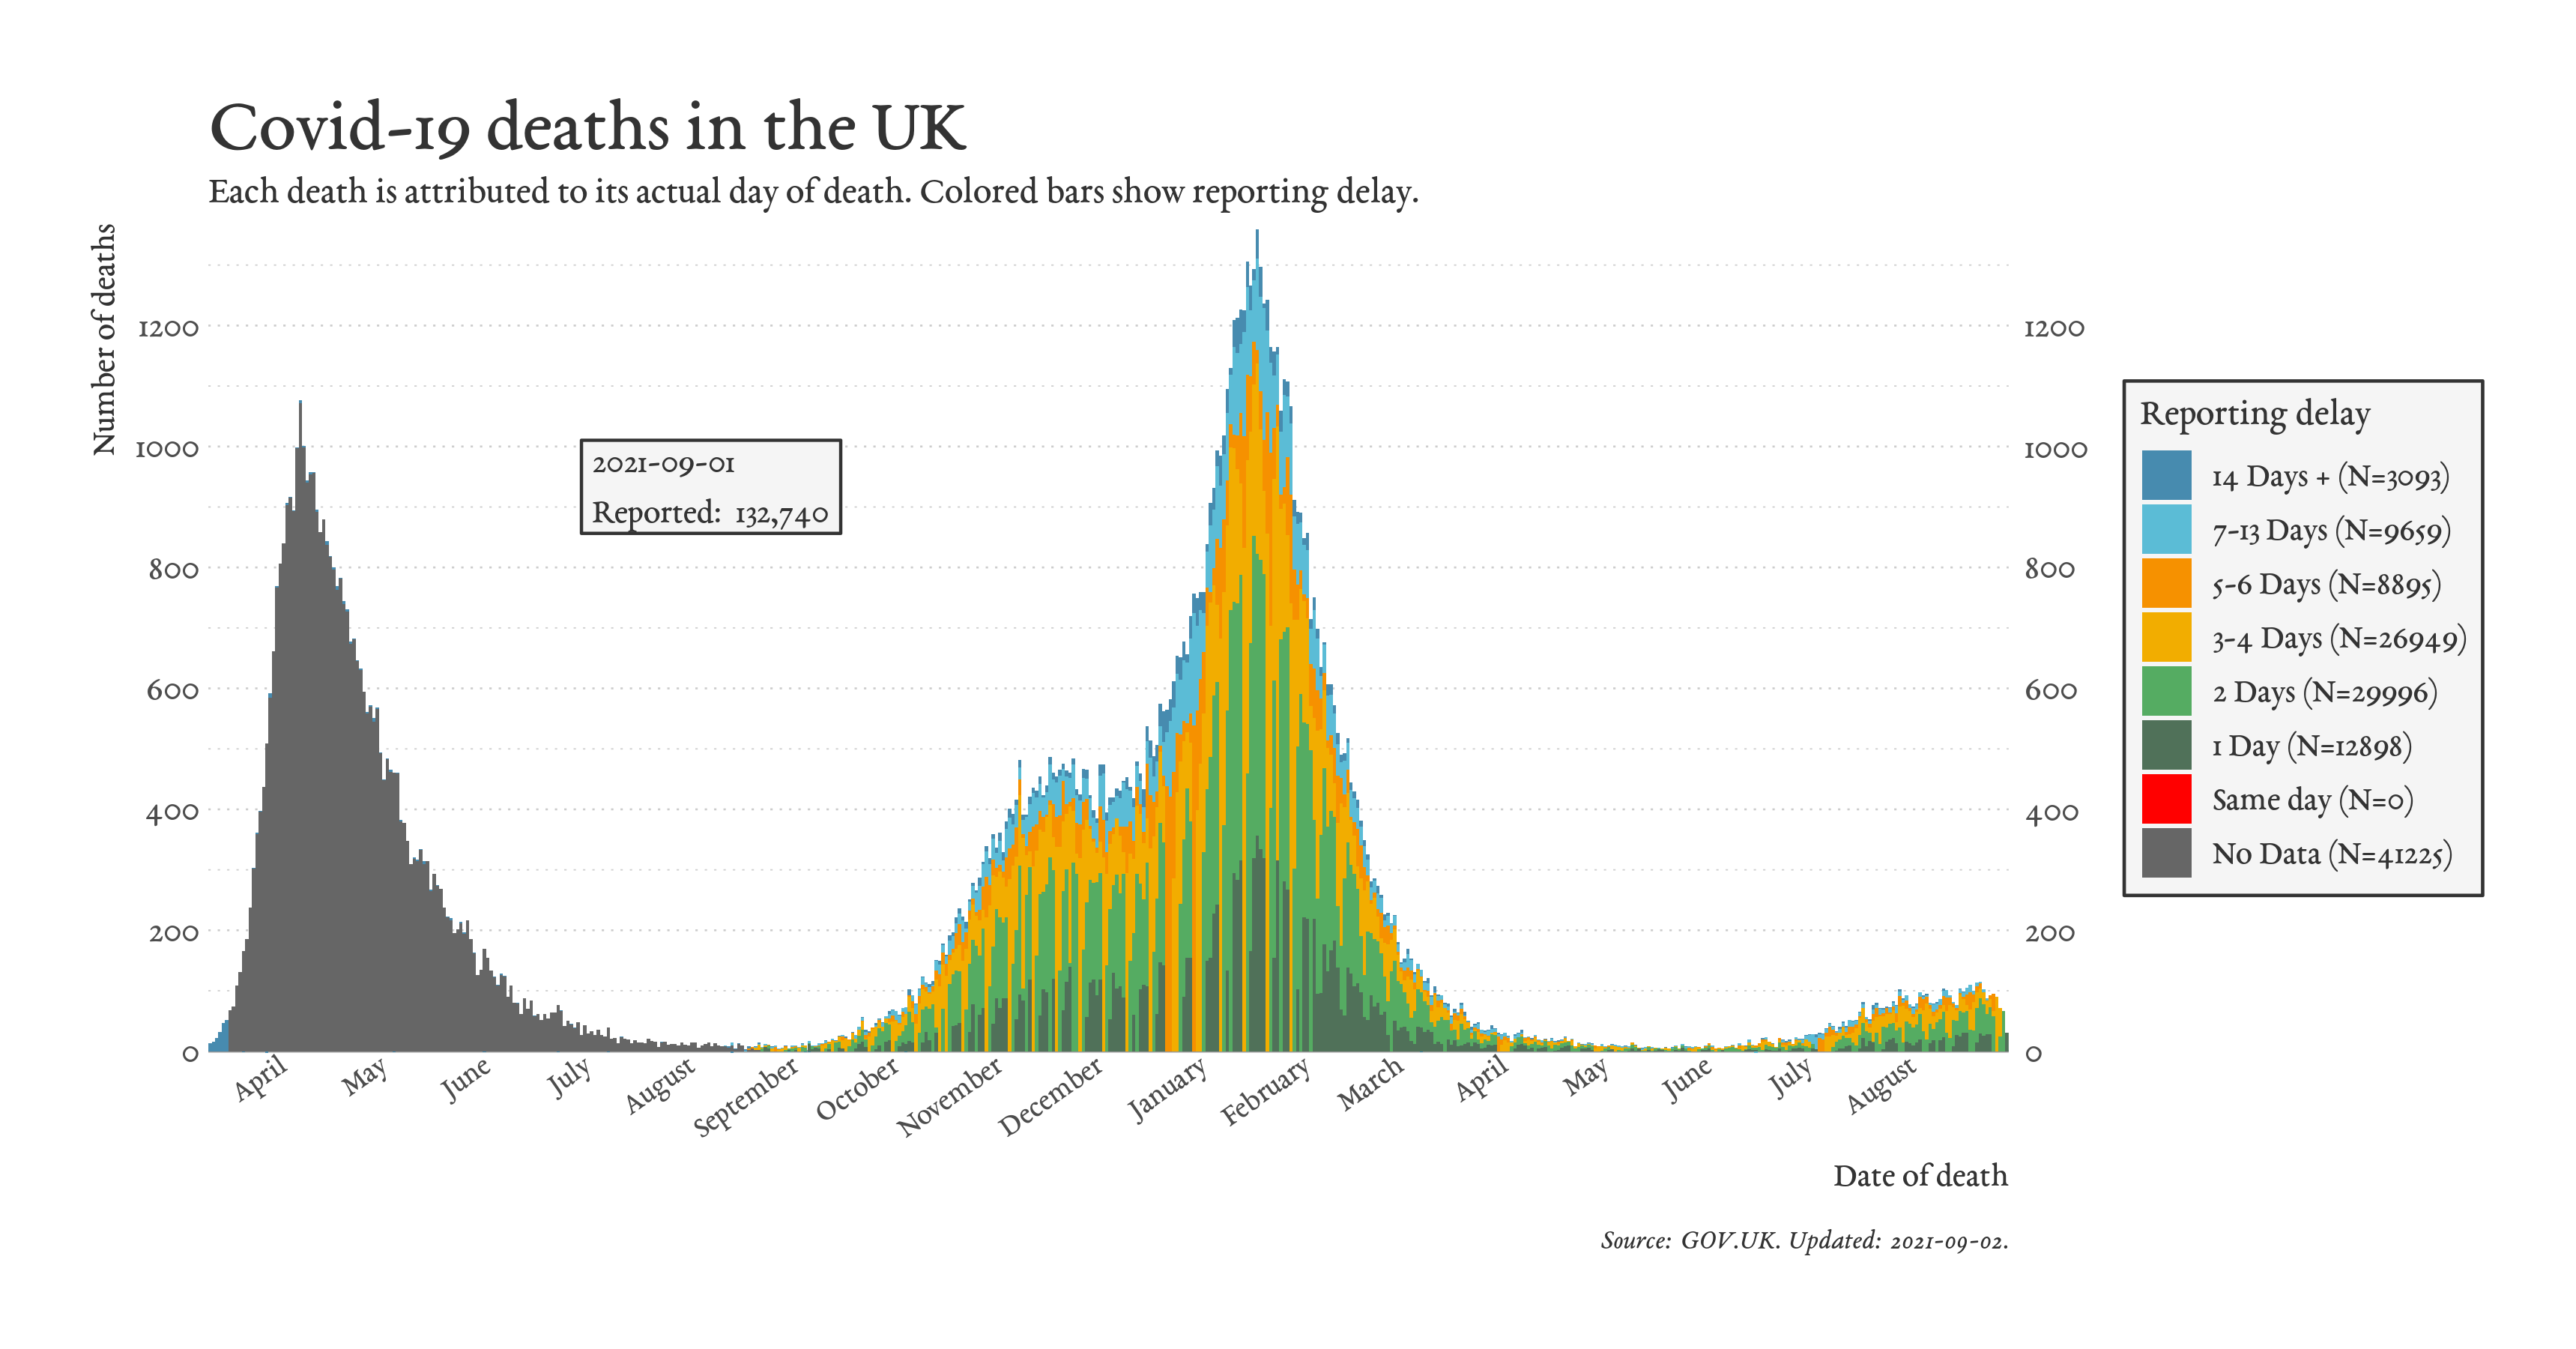 Covid-19 deaths in the UK
Each death is attributed to its actual day of death. Colored bars show reporting delay.
Number of deaths
1200
1000
800
600
400
200
0
2021-09-01
Reported: 132,740
1200
1000
800
600
400
200
0
April
May
June
July
August
September
October
November
December
January
February
March
April
May
June
July
August
Date of death
Reporting delay
14 Days + (N=3093)
7-13 Days (N=9659)
5-6 Days (N=8895)
3-4 Days (N=26949)
2 Days (N=29996)
1 Day (N=12898)
Same day (N=0)
No Data (N=41225)
Source: GOV.UK. Updated: 2021-09-02.